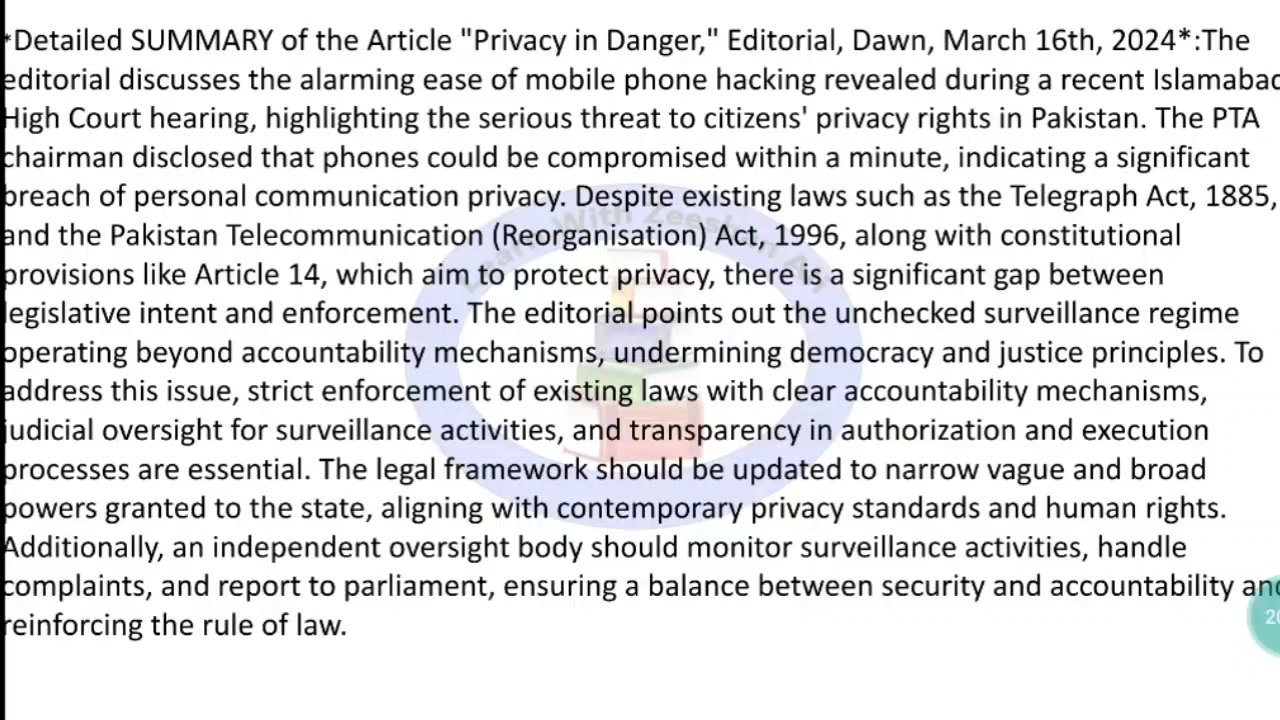 *Detailed SUMMARY of the Article "Privacy in Danger," Editorial, Dawn, March 16th, 2024*:The
editorial discusses the alarming ease of mobile phone hacking revealed during a recent Islamabad
High Court hearing, highlighting the serious threat to citizens' privacy rights in Pakistan. The PTA
chairman disclosed that phones could be compromised within a minute, indicating a significant
breach of personal communication privacy. Despite existing laws such as the Telegraph Act, 1885,
and the Pakistan Telecommunication (Reorganisation) Act, 1996, along with constitutional
provisions like Article 14, which aim to protect privacy, there is a significant gap between
legislative intent and enforcement. The editorial points out the unchecked surveillance regime
operating beyond accountability mechanisms, undermining democracy and justice principles. To
address this issue, strict enforcement of existing laws with clear accountability mechanisms,
judicial oversight for surveillance activities, and transparency in authorization and execution
processes are essential. The legal framework should be updated to narrow vague and broad
powers granted to the state, aligning with contemporary privacy standards and human rights.
Additionally, an independent oversight body should monitor surveillance activities, handle
complaints, and report to parliament, ensuring a balance between security and accountability and
reinforcing the rule of law.
Learn With Zeeshan
20